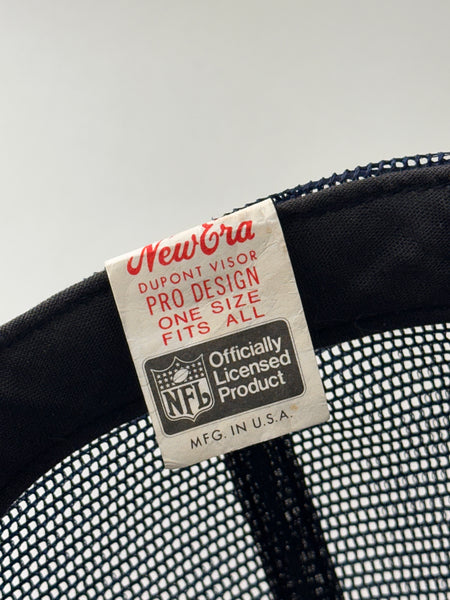 New Era
DUPONT VISOR
PRO DESIGN
ONE SIZE
FITS ALL
NFL
Officially
Licensed
Product
MFG. IN U.S.A.